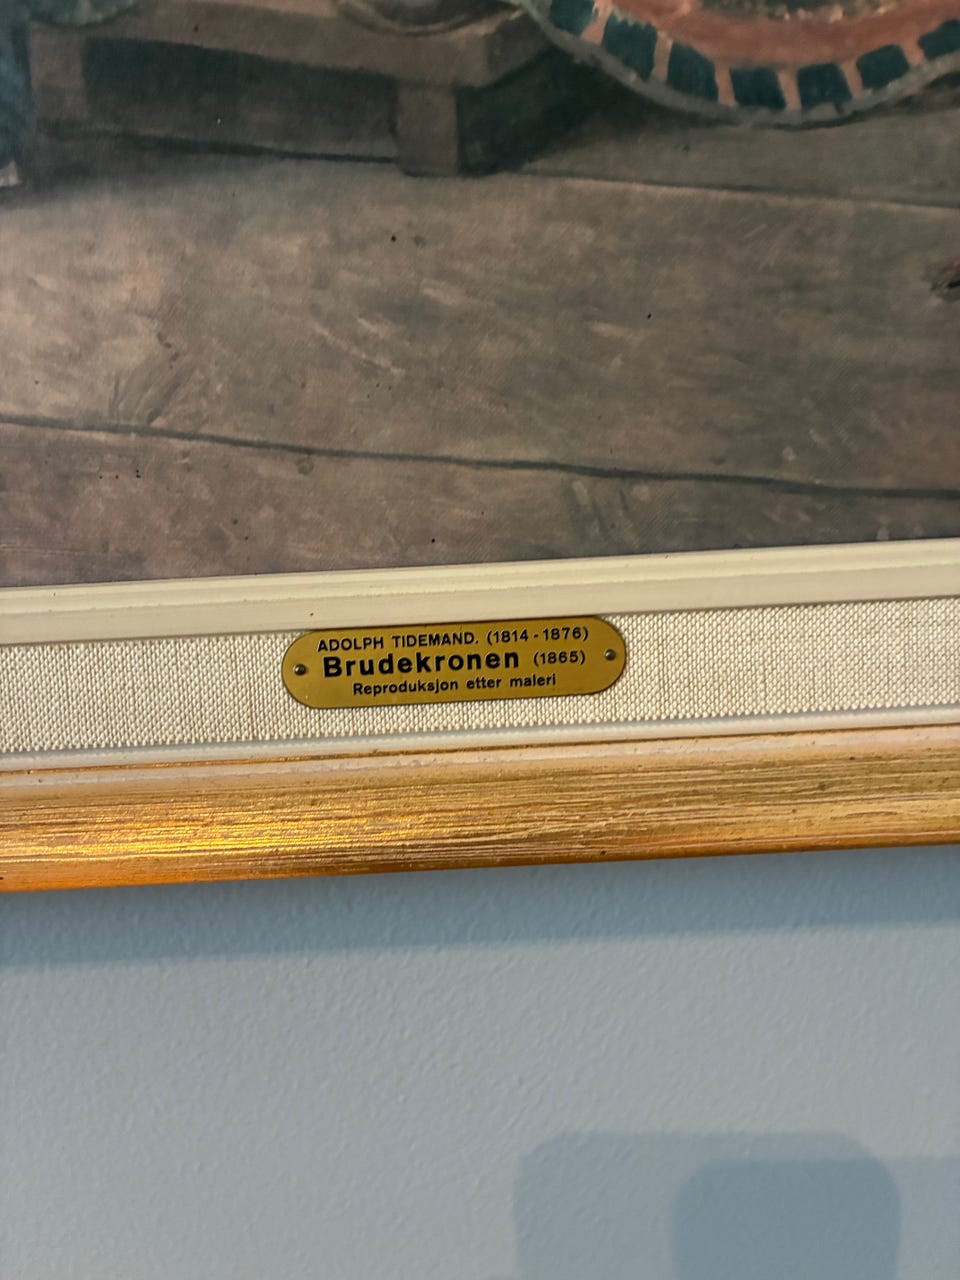 ADOLPH TIDEMAND. (1814-1876)
Brudekronen (1865)
Reproduksjon etter maleri